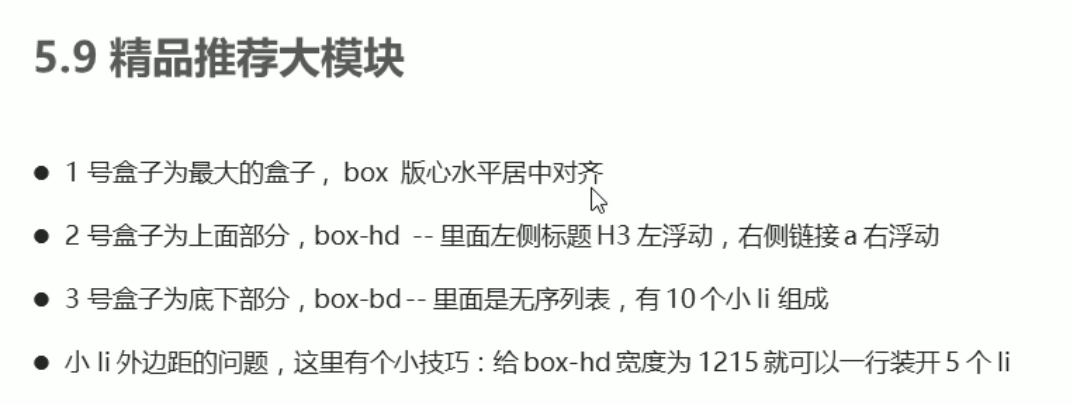 5.9 精品推荐大模块
● 1 号盒子为最大的盒子，box 版心水平居中对齐
● 2 号盒子为上面部分，box-hd -- 里面左侧标题 H3 左浮动，右侧链接 a 右浮动
● 3 号盒子为底下部分，box-bd -- 里面是无序列表，有 10 个小 li 组成
● 小 li 外边距的问题，这里有个小技巧：给 box-hd 宽度为 1215 就可以一行装开 5 个 li